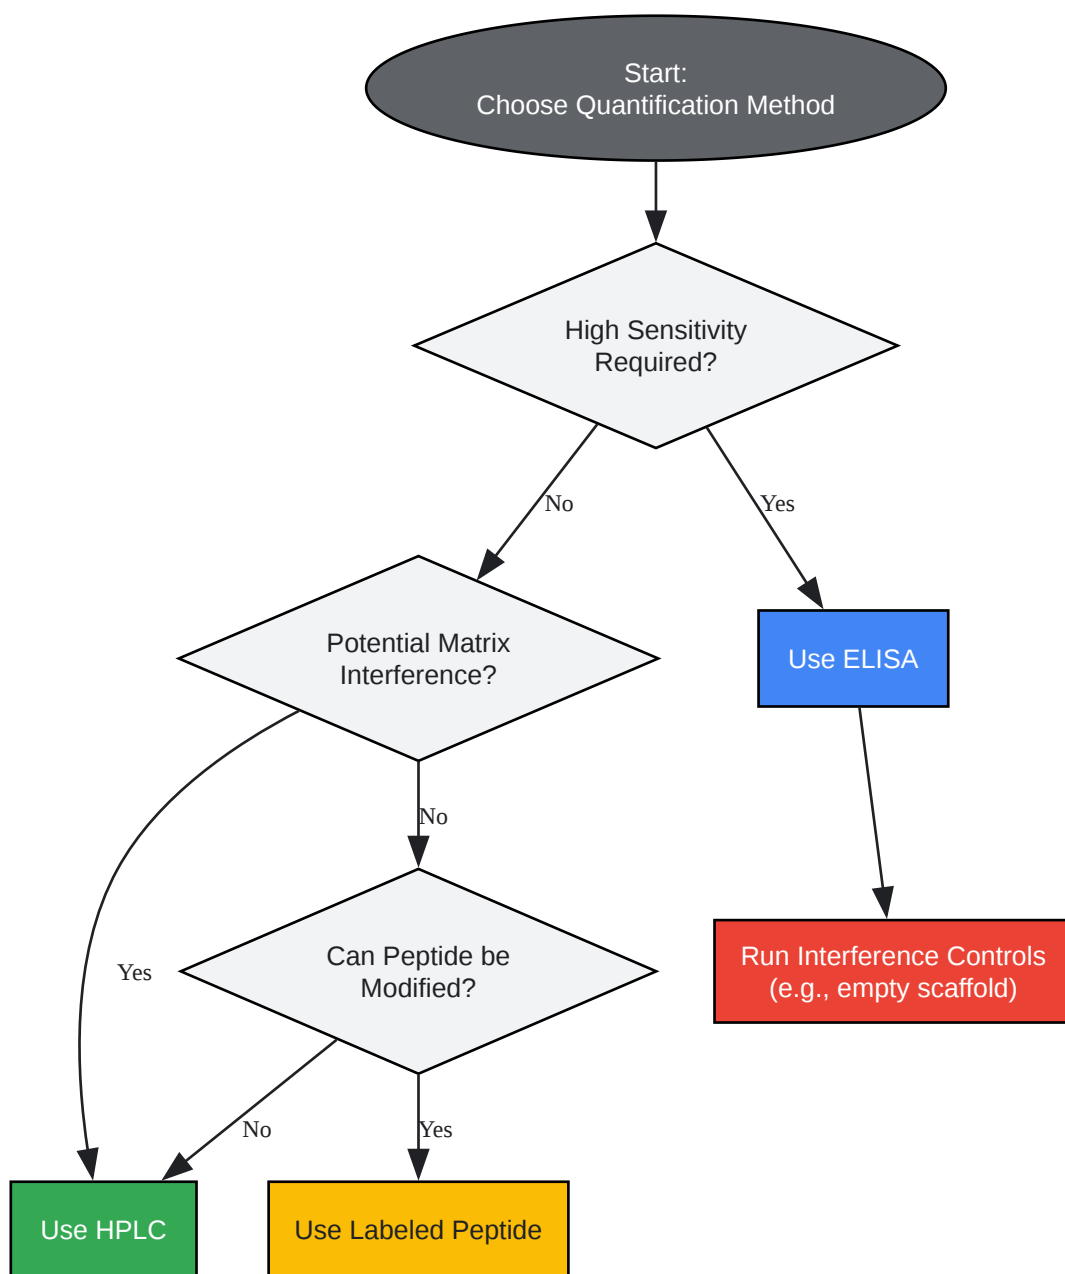 Start:
Choose Quantification Method
High Sensitivity
Required?
No
Yes
Potential Matrix
Interference?
Use ELISA
No
Yes
Can Peptide be
Modified?
Run Interference Controls
(e.g., empty scaffold)
No
Yes
Use HPLC
Use Labeled Peptide